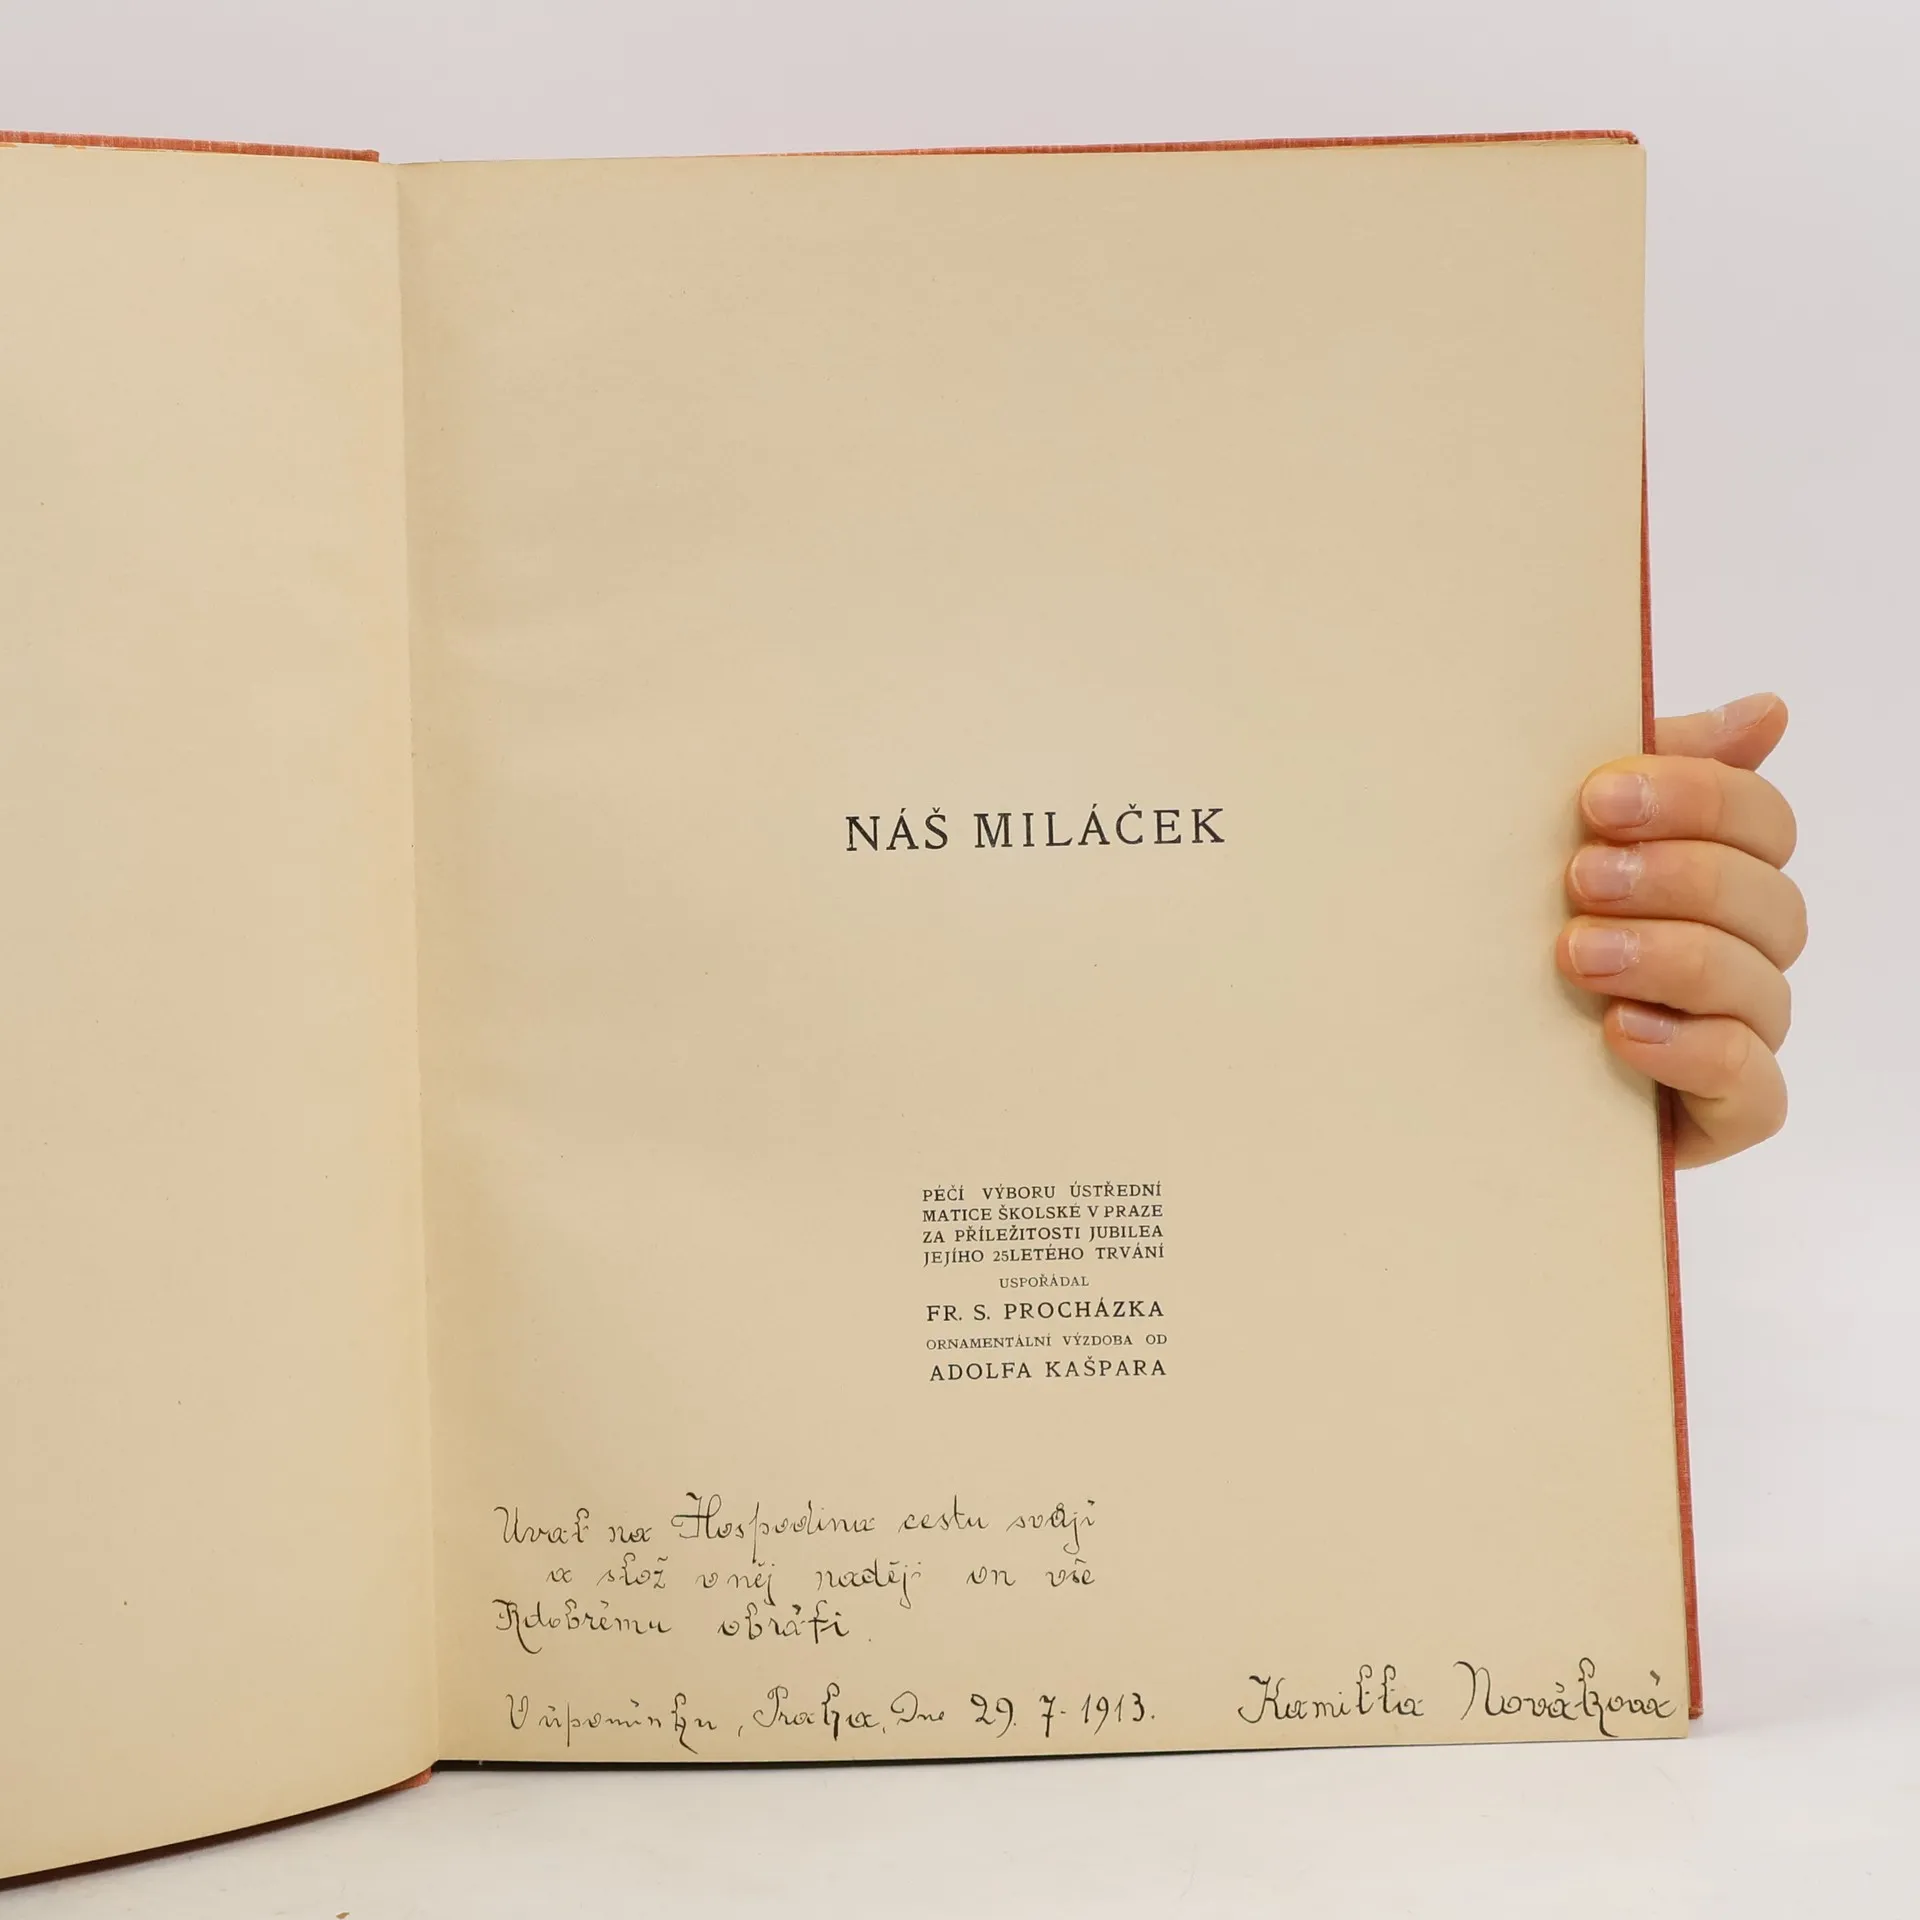 NÁŠ MILÁČEK
PÉČÍ VÝBORU ÚSTŘEDNÍ
MATICE ŠKOLSKÉ V PRAZE
ZA PŘÍLEŽITOSTI JUBILEA
JEJÍHO 25LETÉHO TRVÁNÍ
USPOŘÁDAL
FR. S. PROCHÁZKA
ORNAMENTÁLNÍ VÝZDOBA OD
ADOLFA KAŠPARA
Uval na Hospodina cestu svoji
a slož v něj naději on vše
Kdobrému obrátí.
V úpomínku, Praha, Dne 29. 7. 1913. Kamilla Nováková